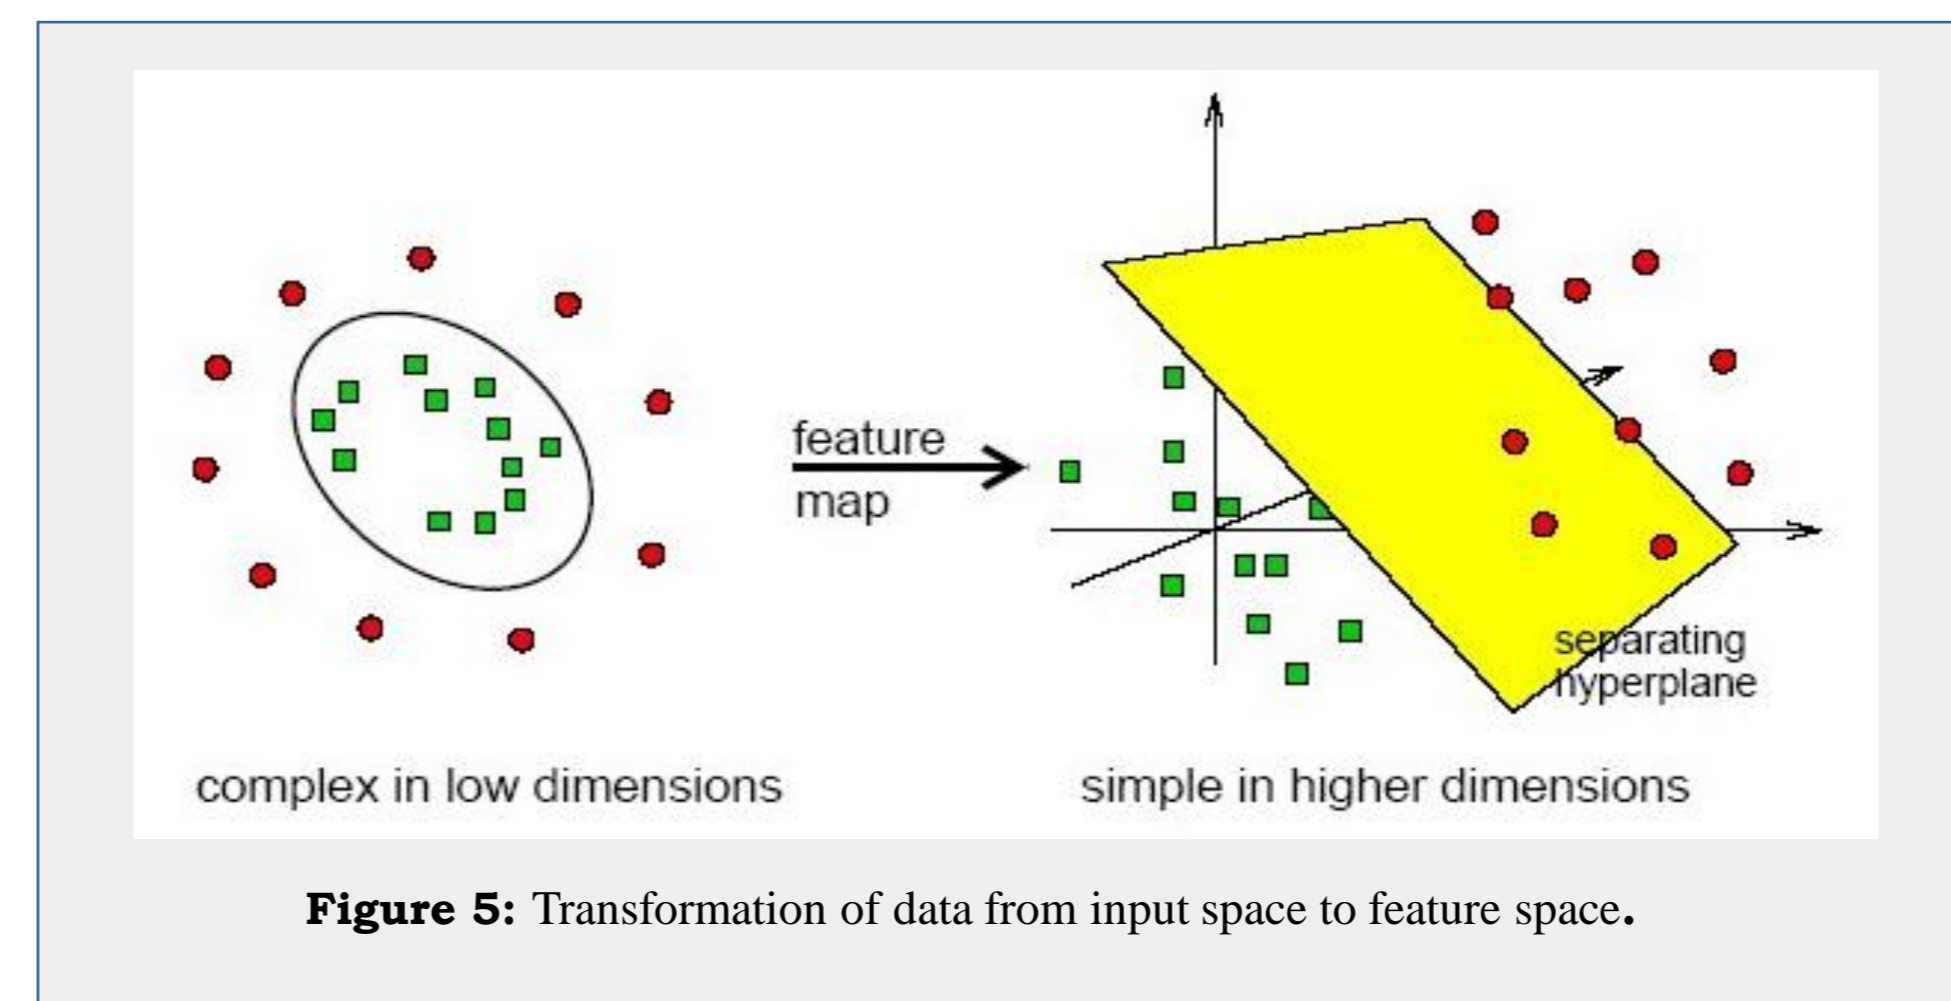 feature
map
separating
hyperplane
complex in low dimensions
simple in higher dimensions
Figure 5: Transformation of data from input space to feature space.